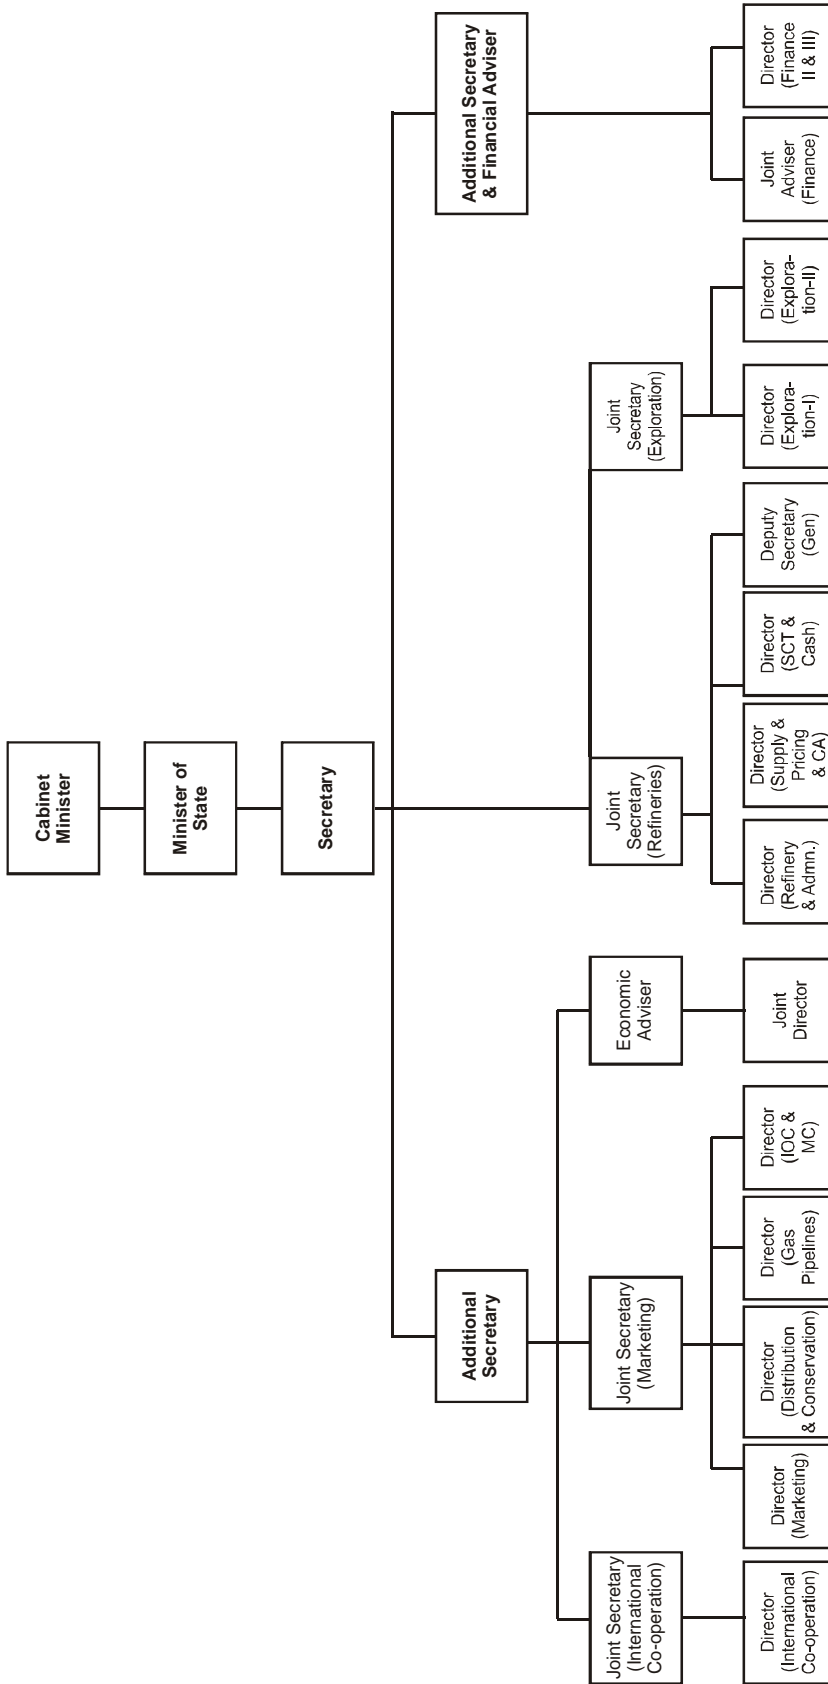 Cabinet
Minister
Minister of
State
Secretary
Additional
Secretary
Additional Secretary
& Financial Adviser
Joint Secretary
(International
Co-operation)
Joint Secretary
(Marketing)
Economic
Adviser
Joint
Secretary
(Refineries)
Joint
Secretary
(Exploration)
Director
(International
Co-operation)
Director
(Marketing)
Director
(Distribution
& Conservation)
Director
(Gas
Pipelines)
Director
(IOC &
MC)
Joint
Director
Director
(Refinery
& Admn.)
Director
(Supply &
Pricing
& CA)
Director
(SCT &
Cash)
Deputy
Secretary
(Gen)
Director
(Explora-
tion-I)
Director
(Explora-
tion-II)
Joint
Adviser
(Finance)
Director
(Finance
II & III)